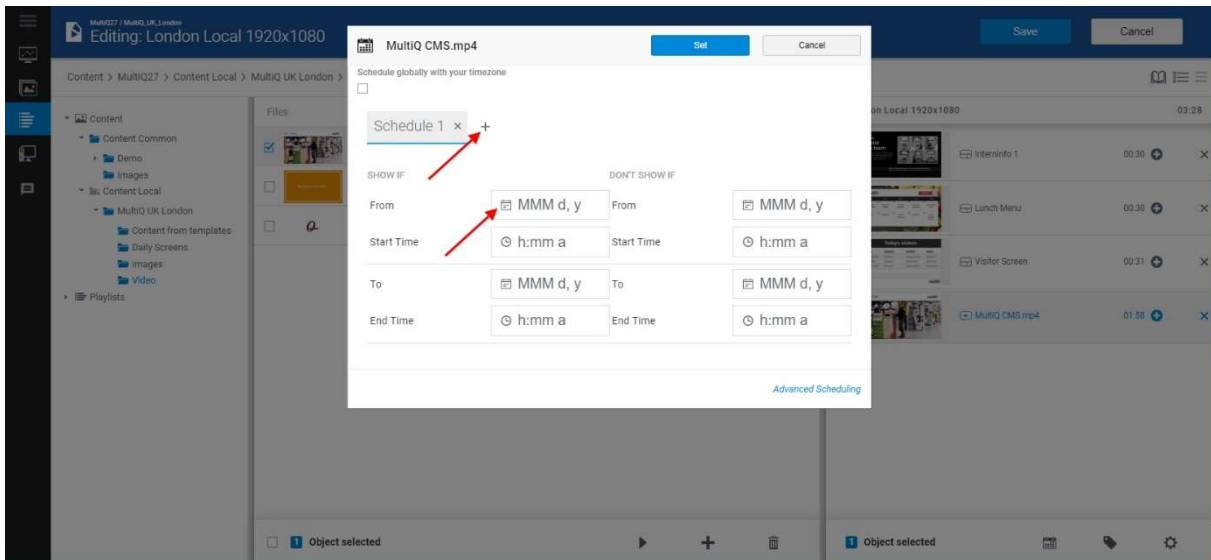 MultiQ27 / MultiQ_UK_London
Editing: London Local 1920x1080
Save
Cancel
Content > MultiQ27 > Content Local > MultiQ UK London >
Content
Content Common
Demo
Images
Content Local
MultiQ UK London
Content from templates
Daily Screens
Images
Video
Playlists
Files
MultiQ CMS.mp4
Set
Cancel
Schedule globally with your timezone
Schedule 1 × +
SHOW IF
DON'T SHOW IF
From
MMM d, y
From
MMM d, y
Start Time
h:mm a
Start Time
h:mm a
To
MMM d, y
To
MMM d, y
End Time
h:mm a
End Time
h:mm a
Advanced Scheduling
on Local 1920x1080
03:28
Interninfo 1
00:30
Lunch Menu
00:30
Visitor Screen
00:31
MultiQ CMS.mp4
01:58
1 Object selected
1 Object selected